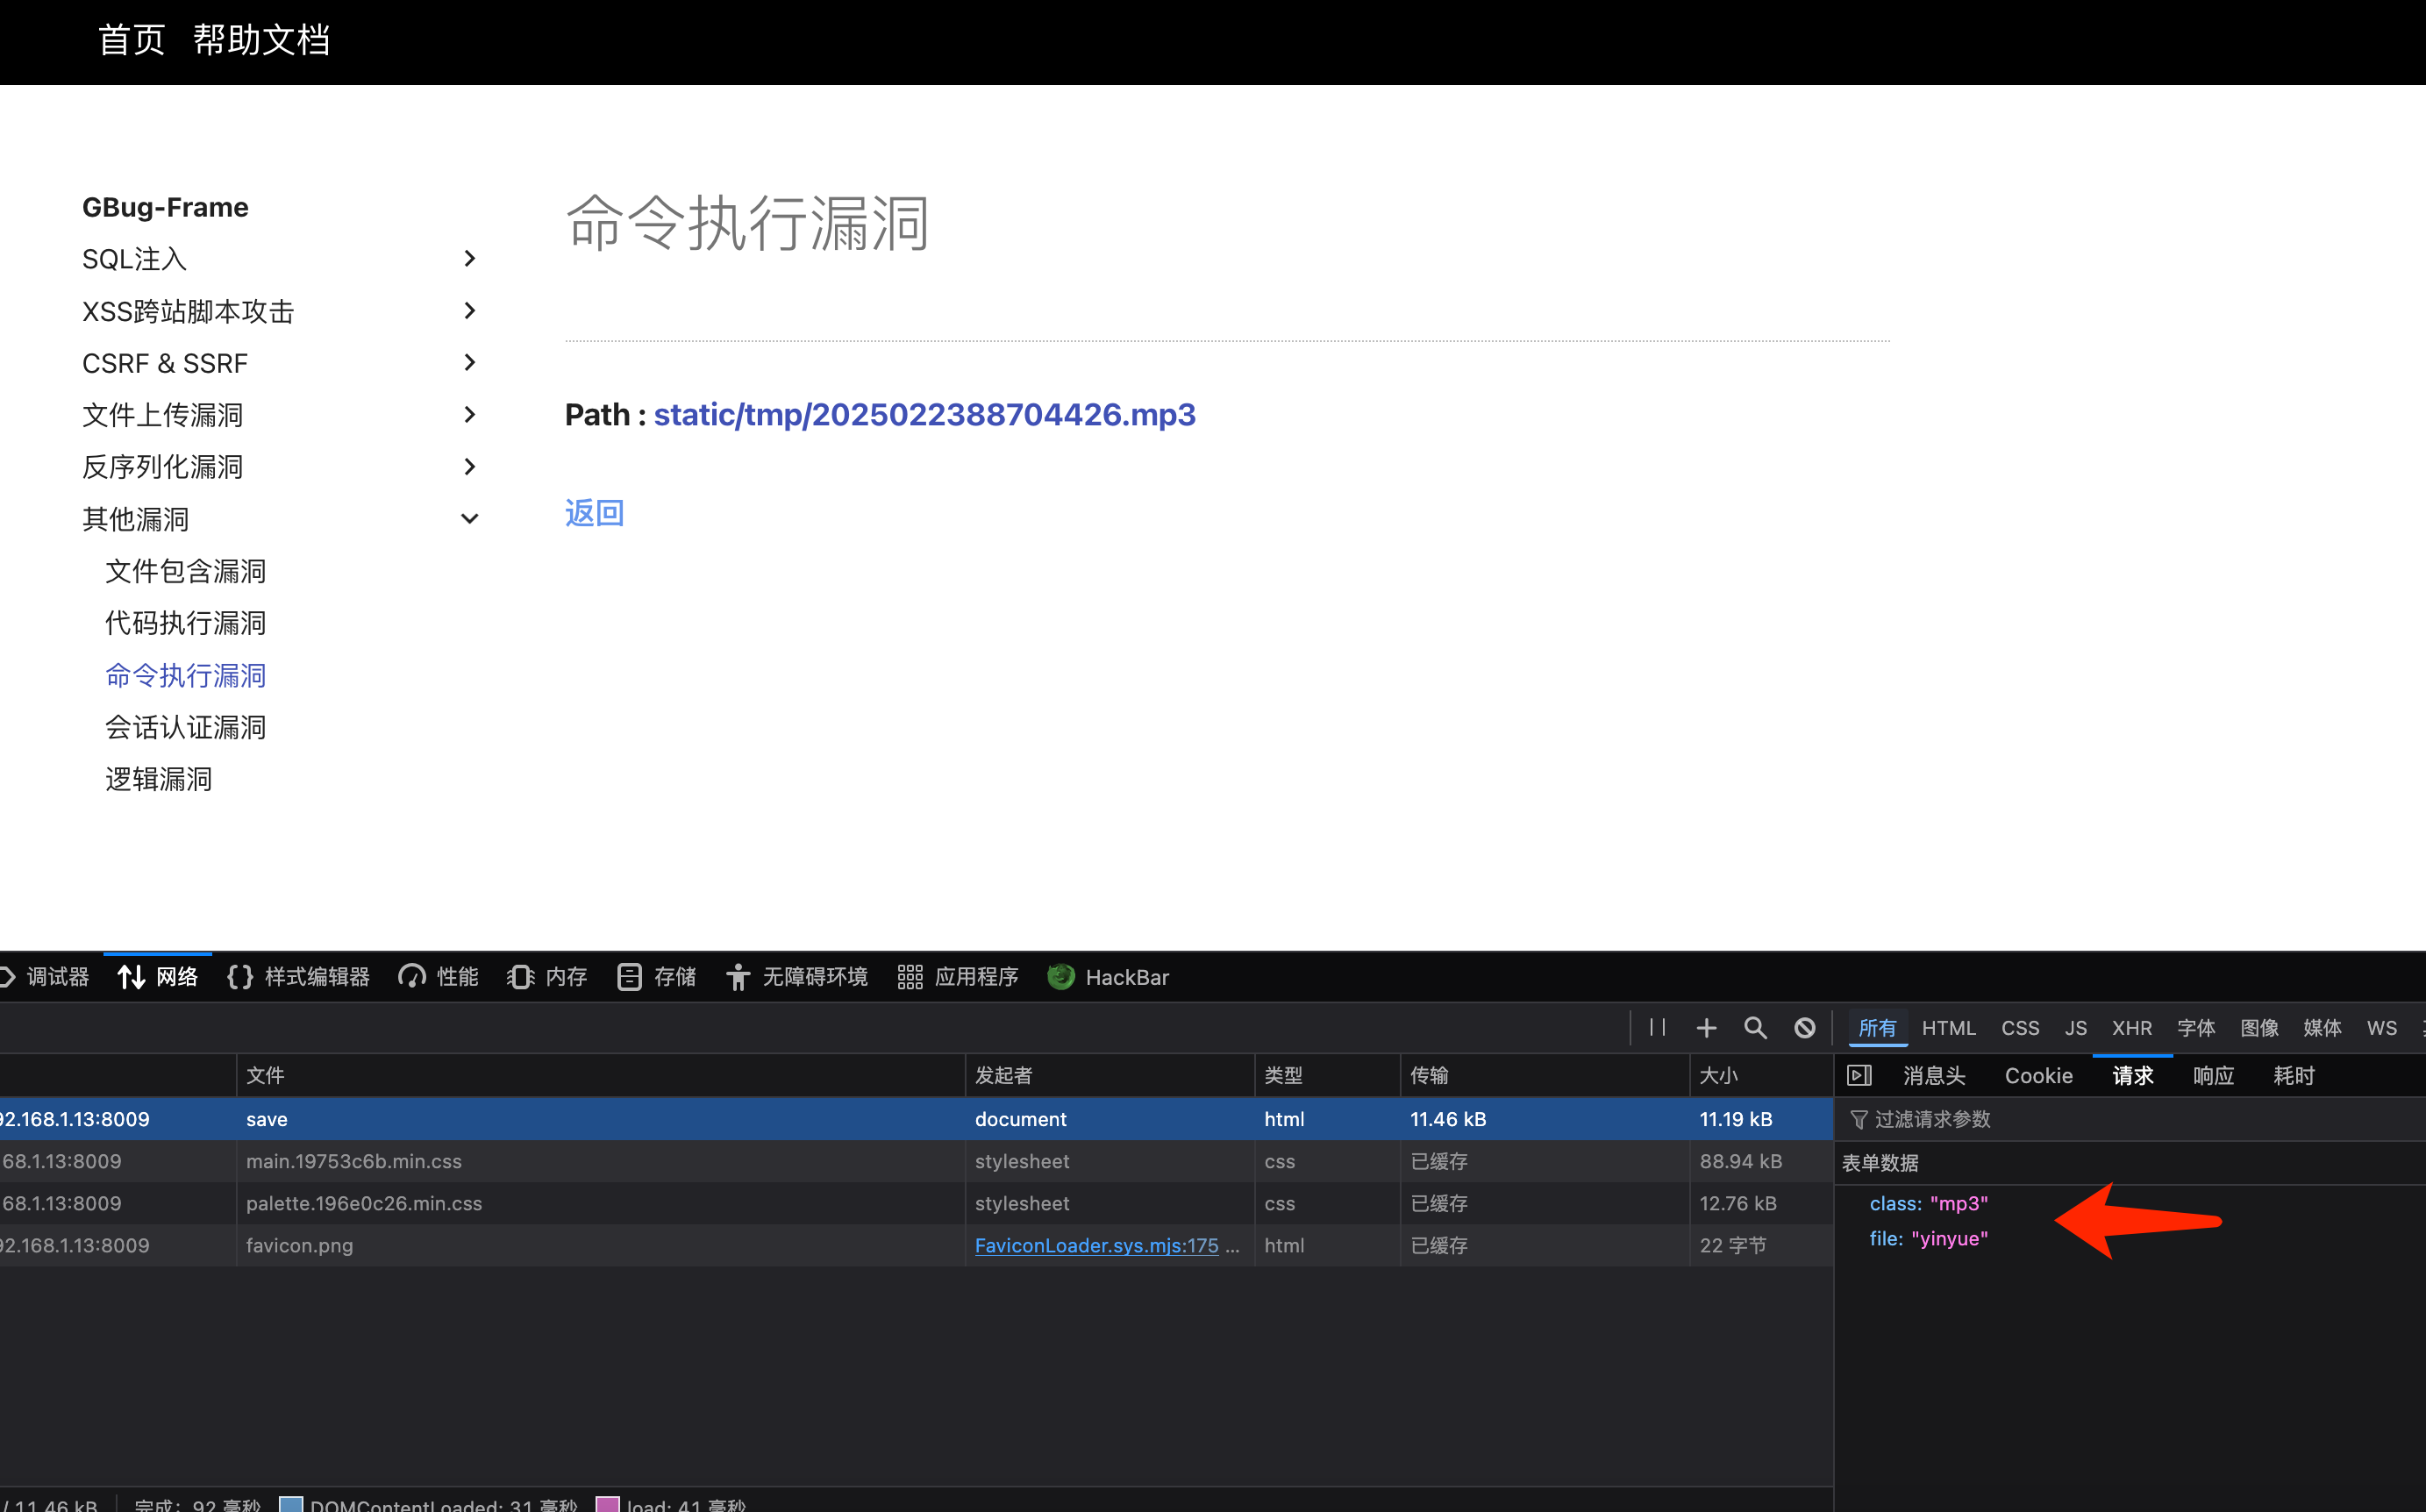 首页 帮助文档
GBug-Frame
SQL注入
XSS跨站脚本攻击
CSRF & SSRF
文件上传漏洞
反序列化漏洞
其他漏洞
文件包含漏洞
代码执行漏洞
命令执行漏洞
会话认证漏洞
逻辑漏洞
命令执行漏洞
Path : static/tmp/2025022388704426.mp3
返回
调试器 网络 样式编辑器 性能 内存 存储 无障碍环境 应用程序 HackBar
所有 HTML CSS JS XHR 字体 图像 媒体 WS
文件 发起者 类型 传输 大小
92.168.1.13:8009 save document html 11.46 kB 11.19 kB
68.1.13:8009 main.19753c6b.min.css stylesheet css 已缓存 88.94 kB
68.1.13:8009 palette.196e0c26.min.css stylesheet css 已缓存 12.76 kB
92.168.1.13:8009 favicon.png FaviconLoader.sys.mjs:175 ... html 已缓存 22 字节
消息头 Cookie 请求 响应 耗时
过滤请求参数
表单数据
class: "mp3"
file: "yinyue"
/ 11.46 kB 完成: 92 毫秒 DOMContentLoaded: 31 毫秒 load: 41 毫秒